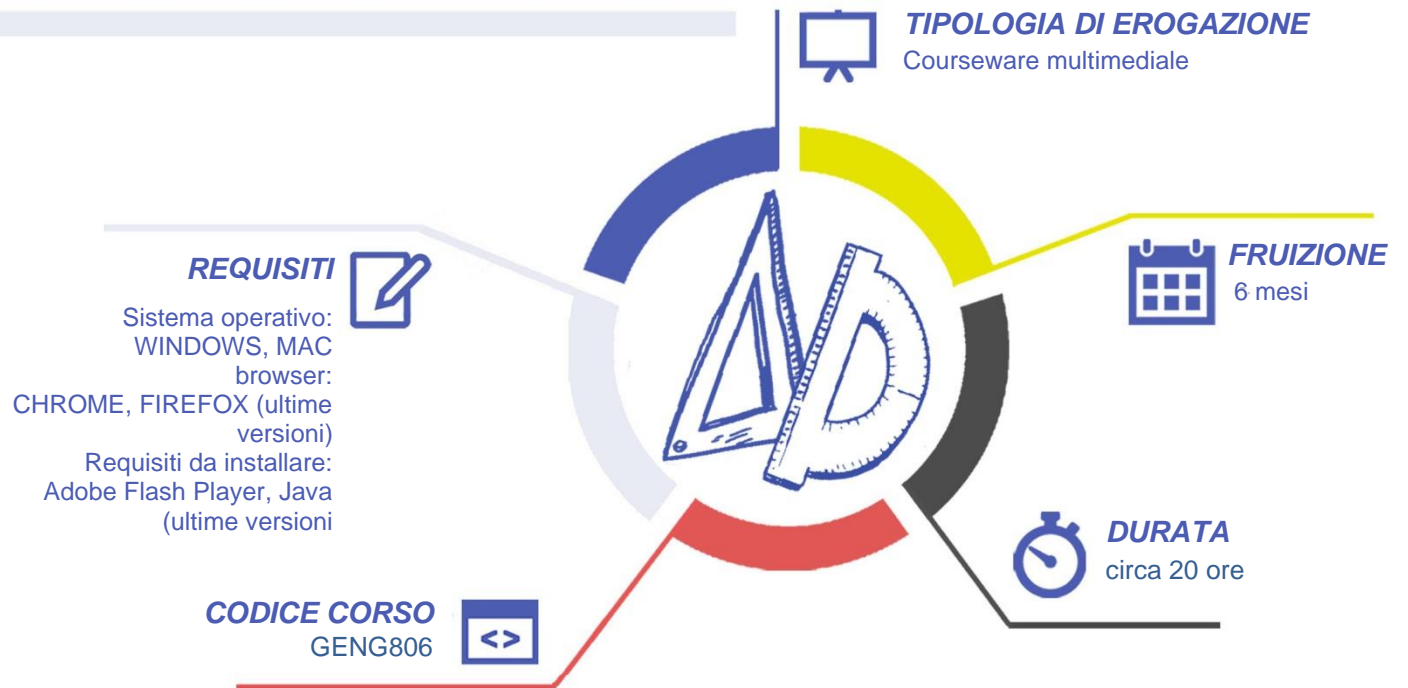 TIPOLOGIA DI EROGAZIONE
Courseware multimediale
REQUISITI
Sistema operativo:
WINDOWS, MAC
browser:
CHROME, FIREFOX (ultime
versioni)
Requisiti da installare:
Adobe Flash Player, Java
(ultime versioni
FRUIZIONE
6 mesi
DURATA
circa 20 ore
CODICE CORSO
<>
GENG806